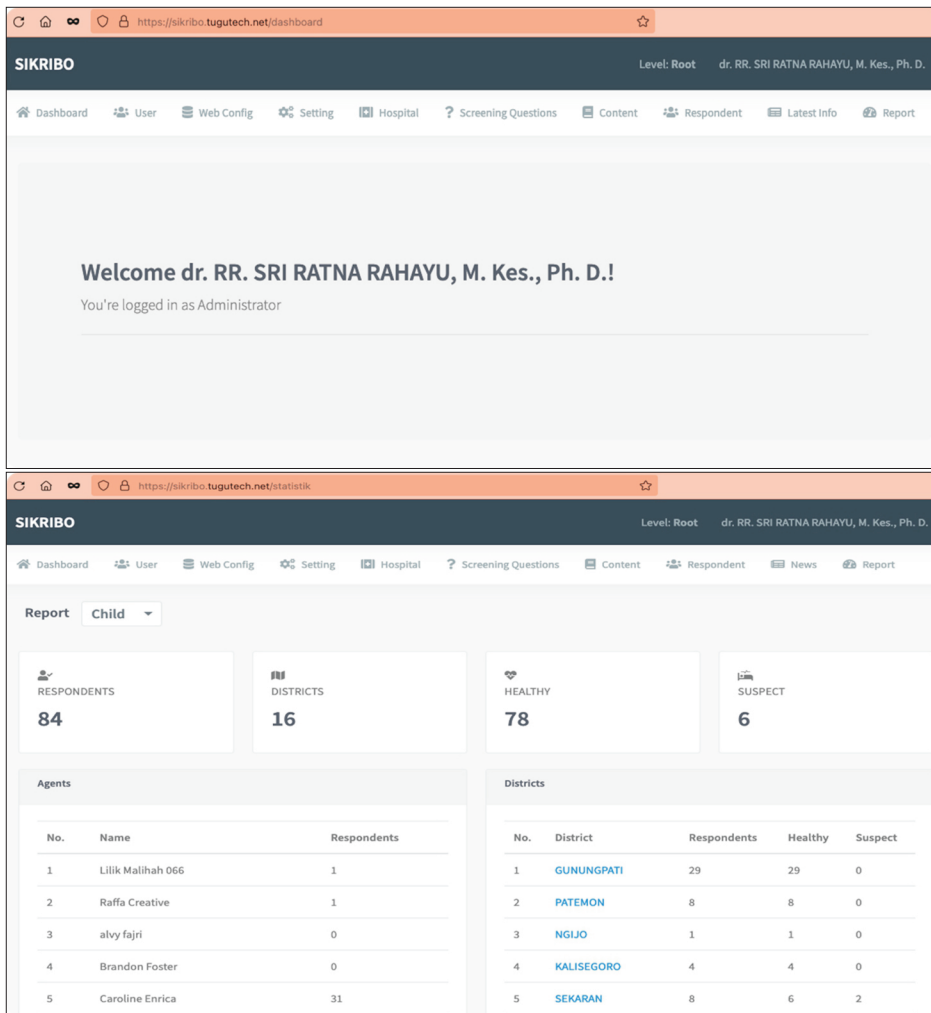 https://sikribo.tugutech.net/dashboard
SIKRIBO Level: Root dr. RR. SRI RATNA RAHAYU, M. Kes., Ph. D.
Dashboard User Web Config Setting Hospital ? Screening Questions Content Respondent Latest Info Report
Welcome dr. RR. SRI RATNA RAHAYU, M. Kes., Ph. D.!
You're logged in as Administrator
https://sikribo.tugutech.net/statistik
SIKRIBO Level: Root dr. RR. SRI RATNA RAHAYU, M. Kes., Ph. D.
Dashboard User Web Config Setting Hospital ? Screening Questions Content Respondent News Report
Report Child
RESPONDENTS DISTRICTS HEALTHY SUSPECT
84 16 78 6
Agents Districts
No. Name Respondents No. District Respondents Healthy Suspect
1 Lilik Malihah 066 1 1 GUNUNGPATI 29 29 0
2 Raffa Creative 1 2 PATEMON 8 8 0
3 alvy fajri 0 3 NGIJO 1 1 0
4 Brandon Foster 0 4 KALISEGORO 4 4 0
5 Caroline Enrica 31 5 SEKARAN 8 6 2